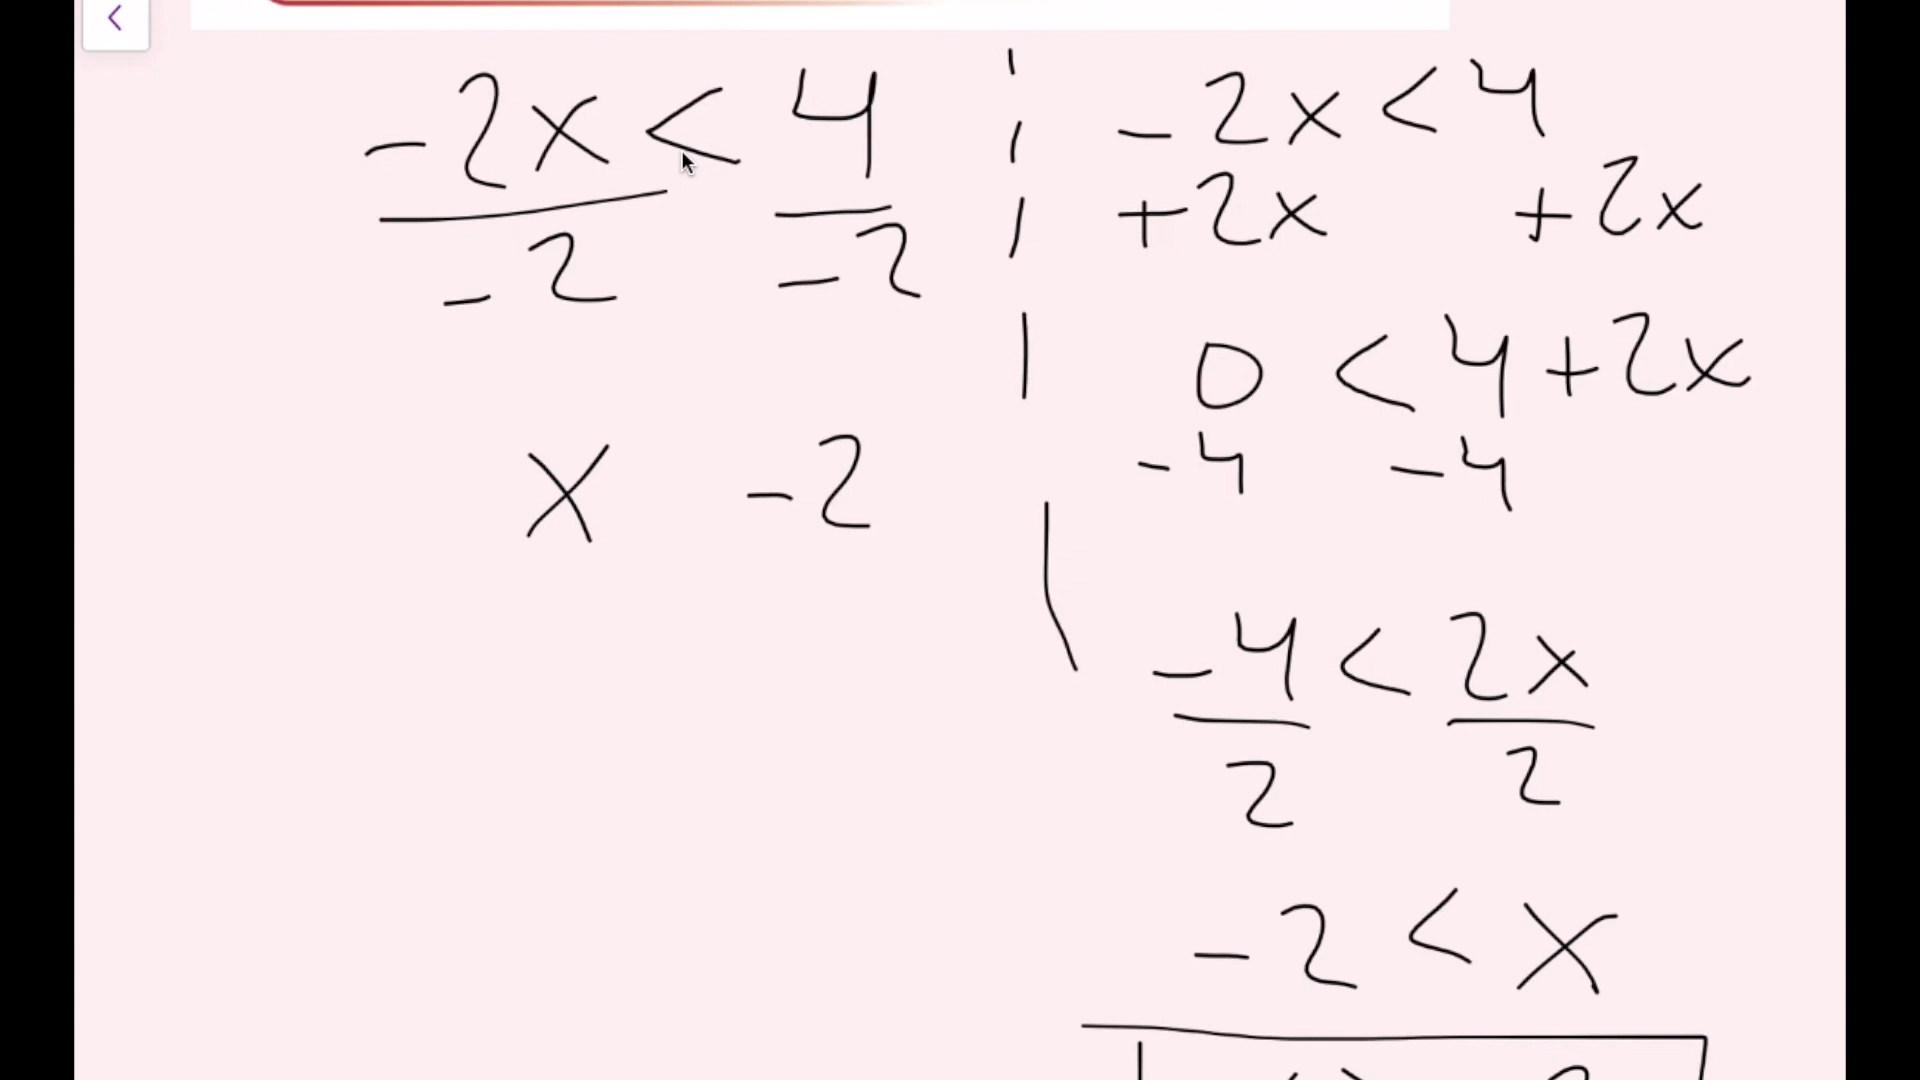 -2x < 4
-2 -2
x -2
-2x < 4
+2x +2x
0 < 4 + 2x
-4 -4
-4 < 2x
2 2
-2 < x